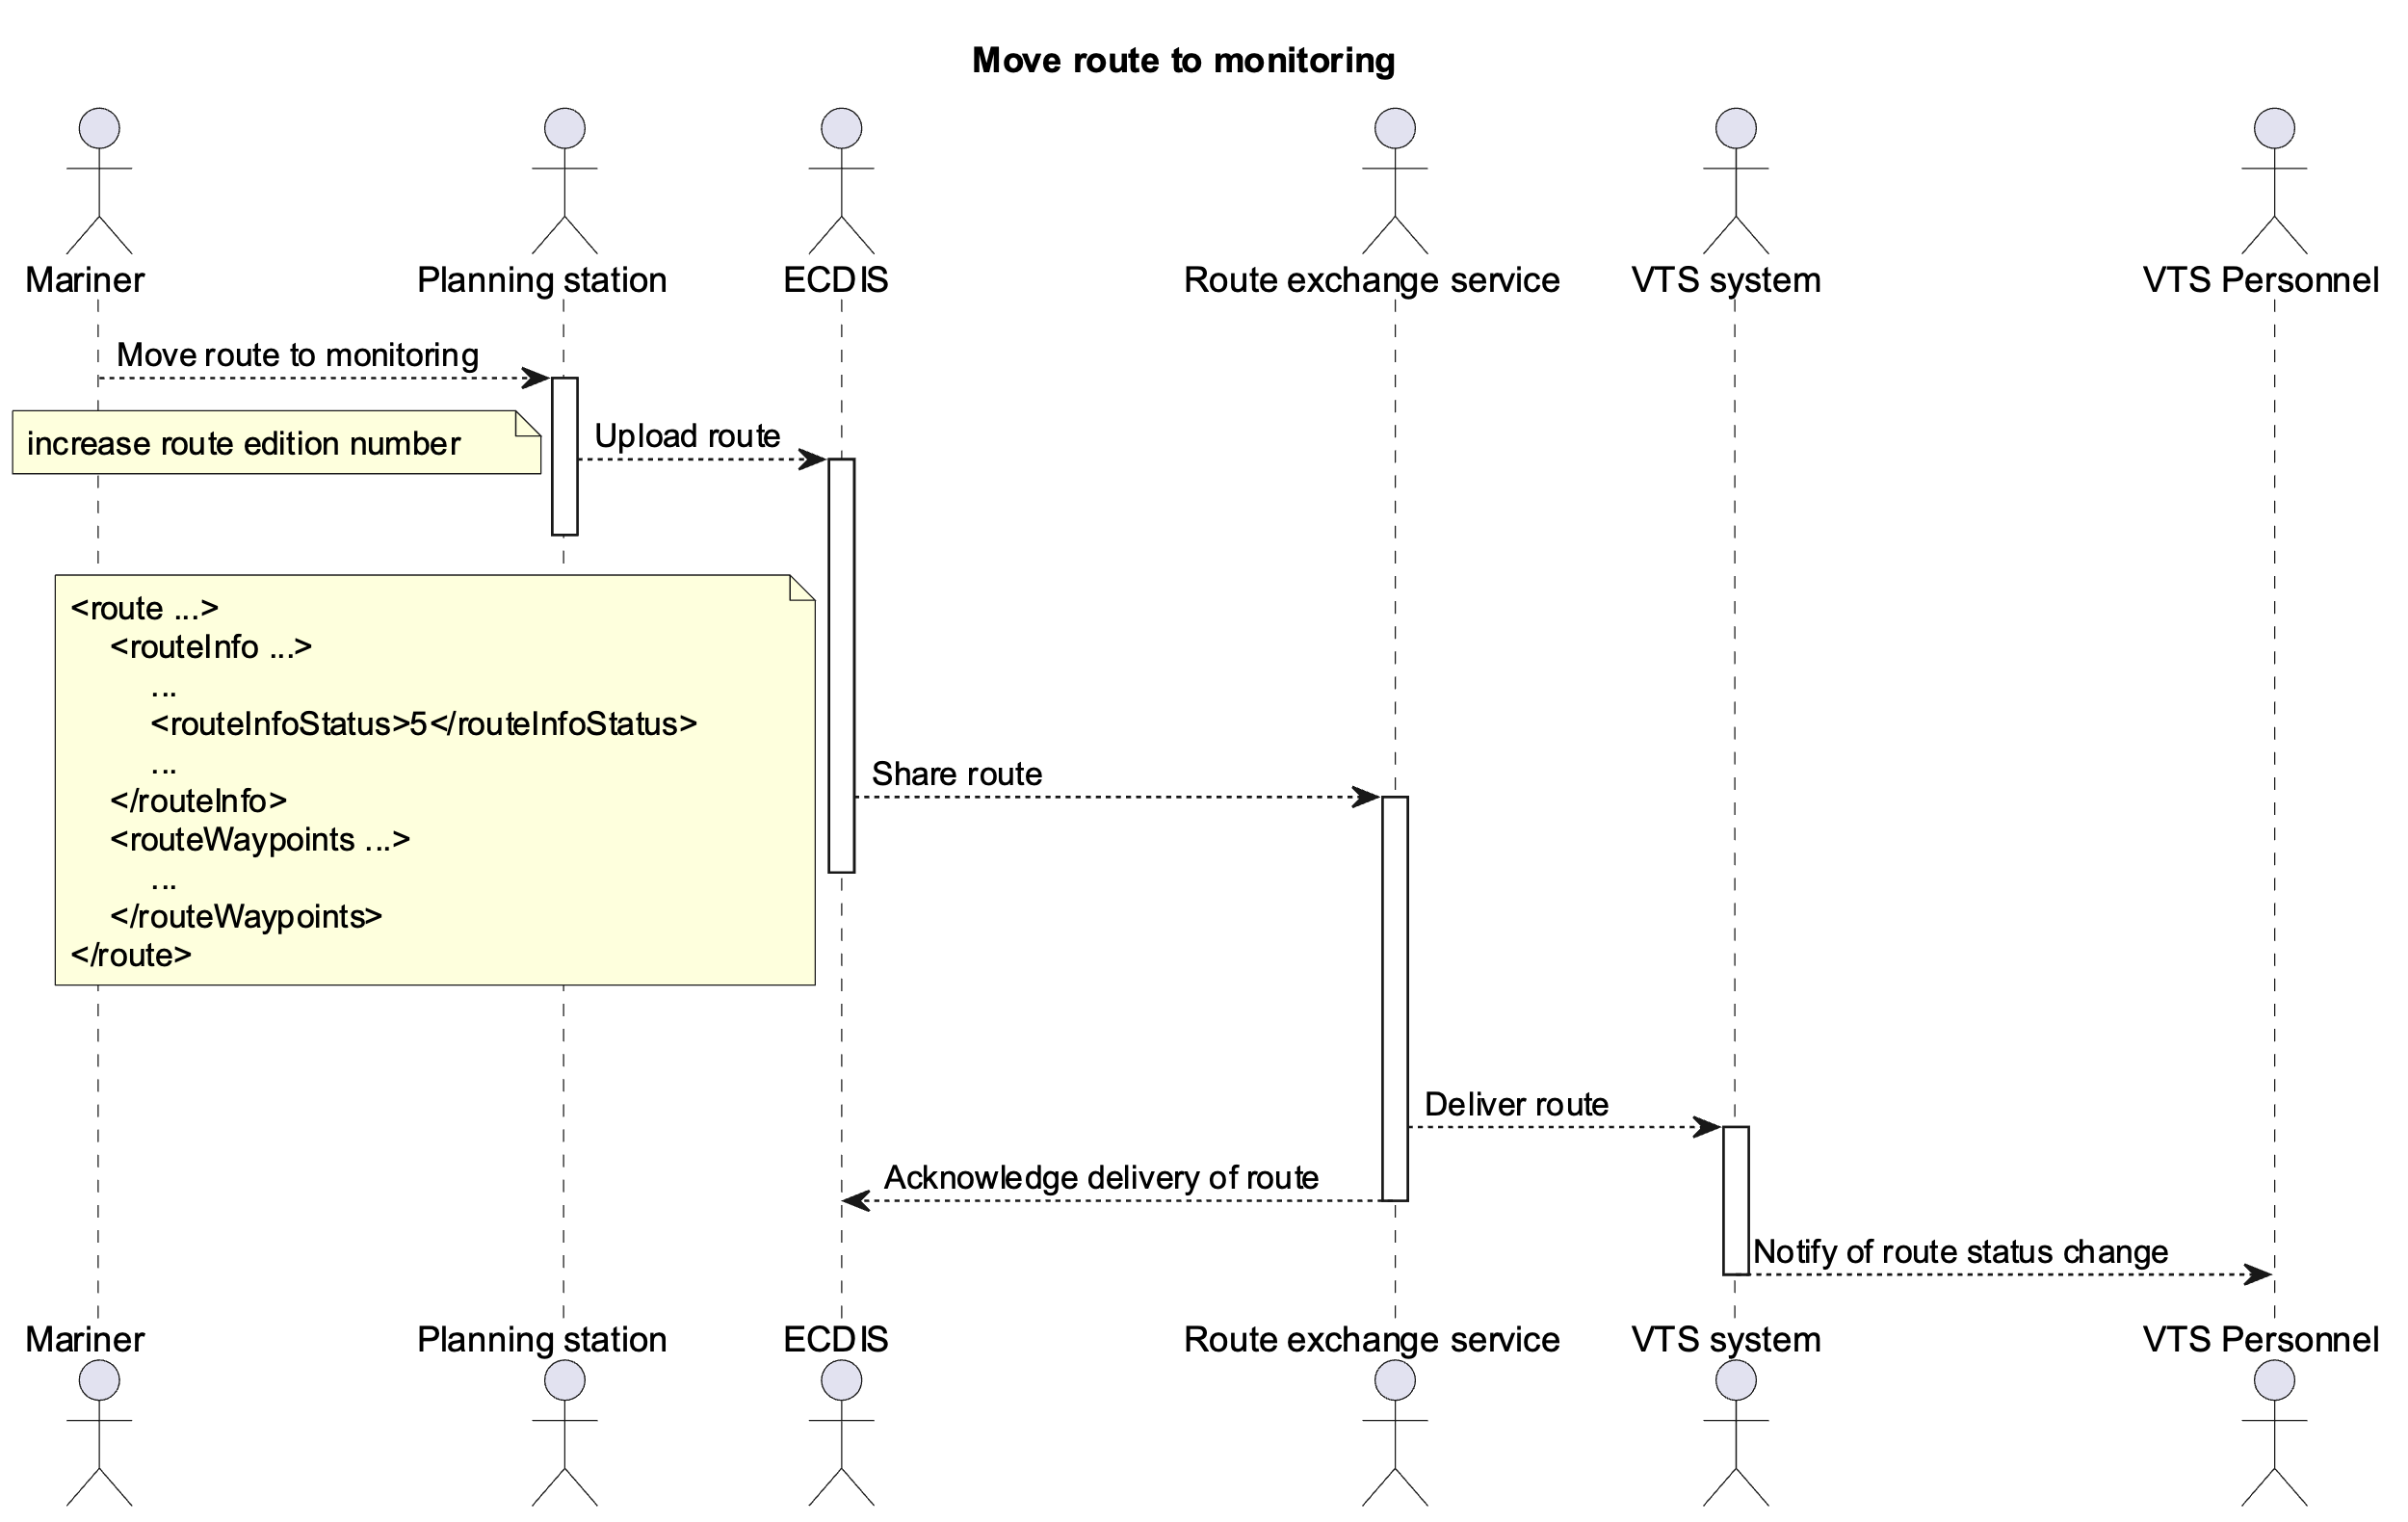 Move route to monitoring
Mariner
Planning station
ECDIS
Route exchange service
VTS system
VTS Personnel
Move route to monitoring
increase route edition number
Upload route
<route ...>
<routeInfo ...>
...
<routeInfoStatus>5</routeInfoStatus>
...
</routeInfo>
<routeWaypoints ...>
...
</routeWaypoints>
</route>
Share route
Deliver route
Acknowledge delivery of route
Notify of route status change
Mariner
Planning station
ECDIS
Route exchange service
VTS system
VTS Personnel